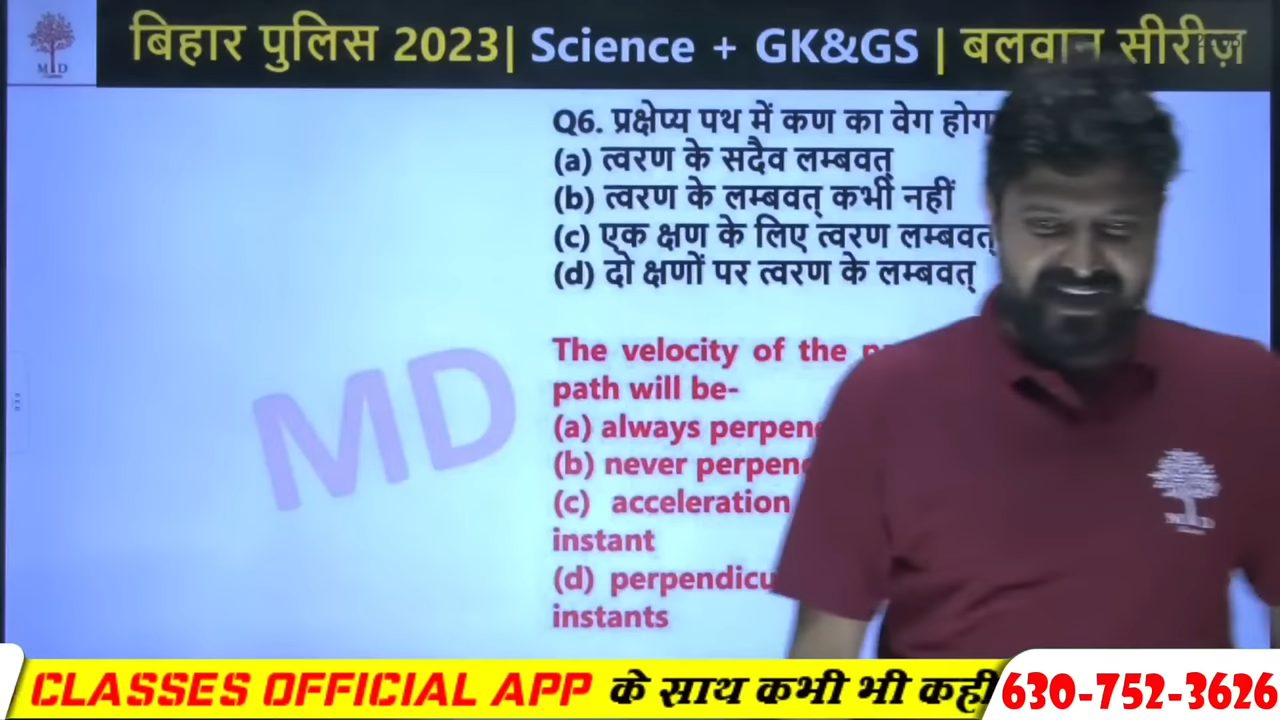 बिहार पुलिस 2023| Science + GK&GS | बलवान सीरीज़
MD
Q6. प्रक्षेप्य पथ में कण का वेग होगा
(a) त्वरण के सदैव लम्बवत्
(b) त्वरण के लम्बवत् कभी नहीं
(c) एक क्षण के लिए त्वरण लम्बवत्
(d) दो क्षणों पर त्वरण के लम्बवत्
The velocity of the
path will be-
(a) always
(b) never
(c) acceleration
instant
(d)
instants
MD
MD
CLASSES OFFICIAL APP के साथ कभी भी कहीं
630-752-3626